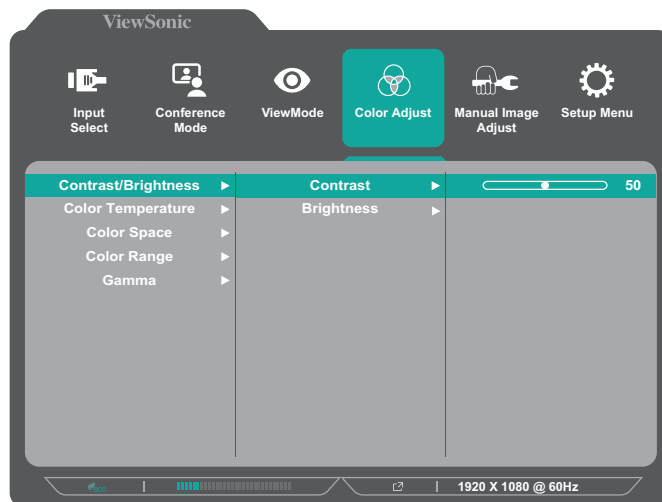 ViewSonic
Input
Select
Conference
Mode
ViewMode
Color Adjust
Manual Image
Adjust
Setup Menu
Contrast/Brightness
Contrast
50
Color Temperature
Brightness
Color Space
Color Range
Gamma
eco
1920 X 1080 @ 60Hz